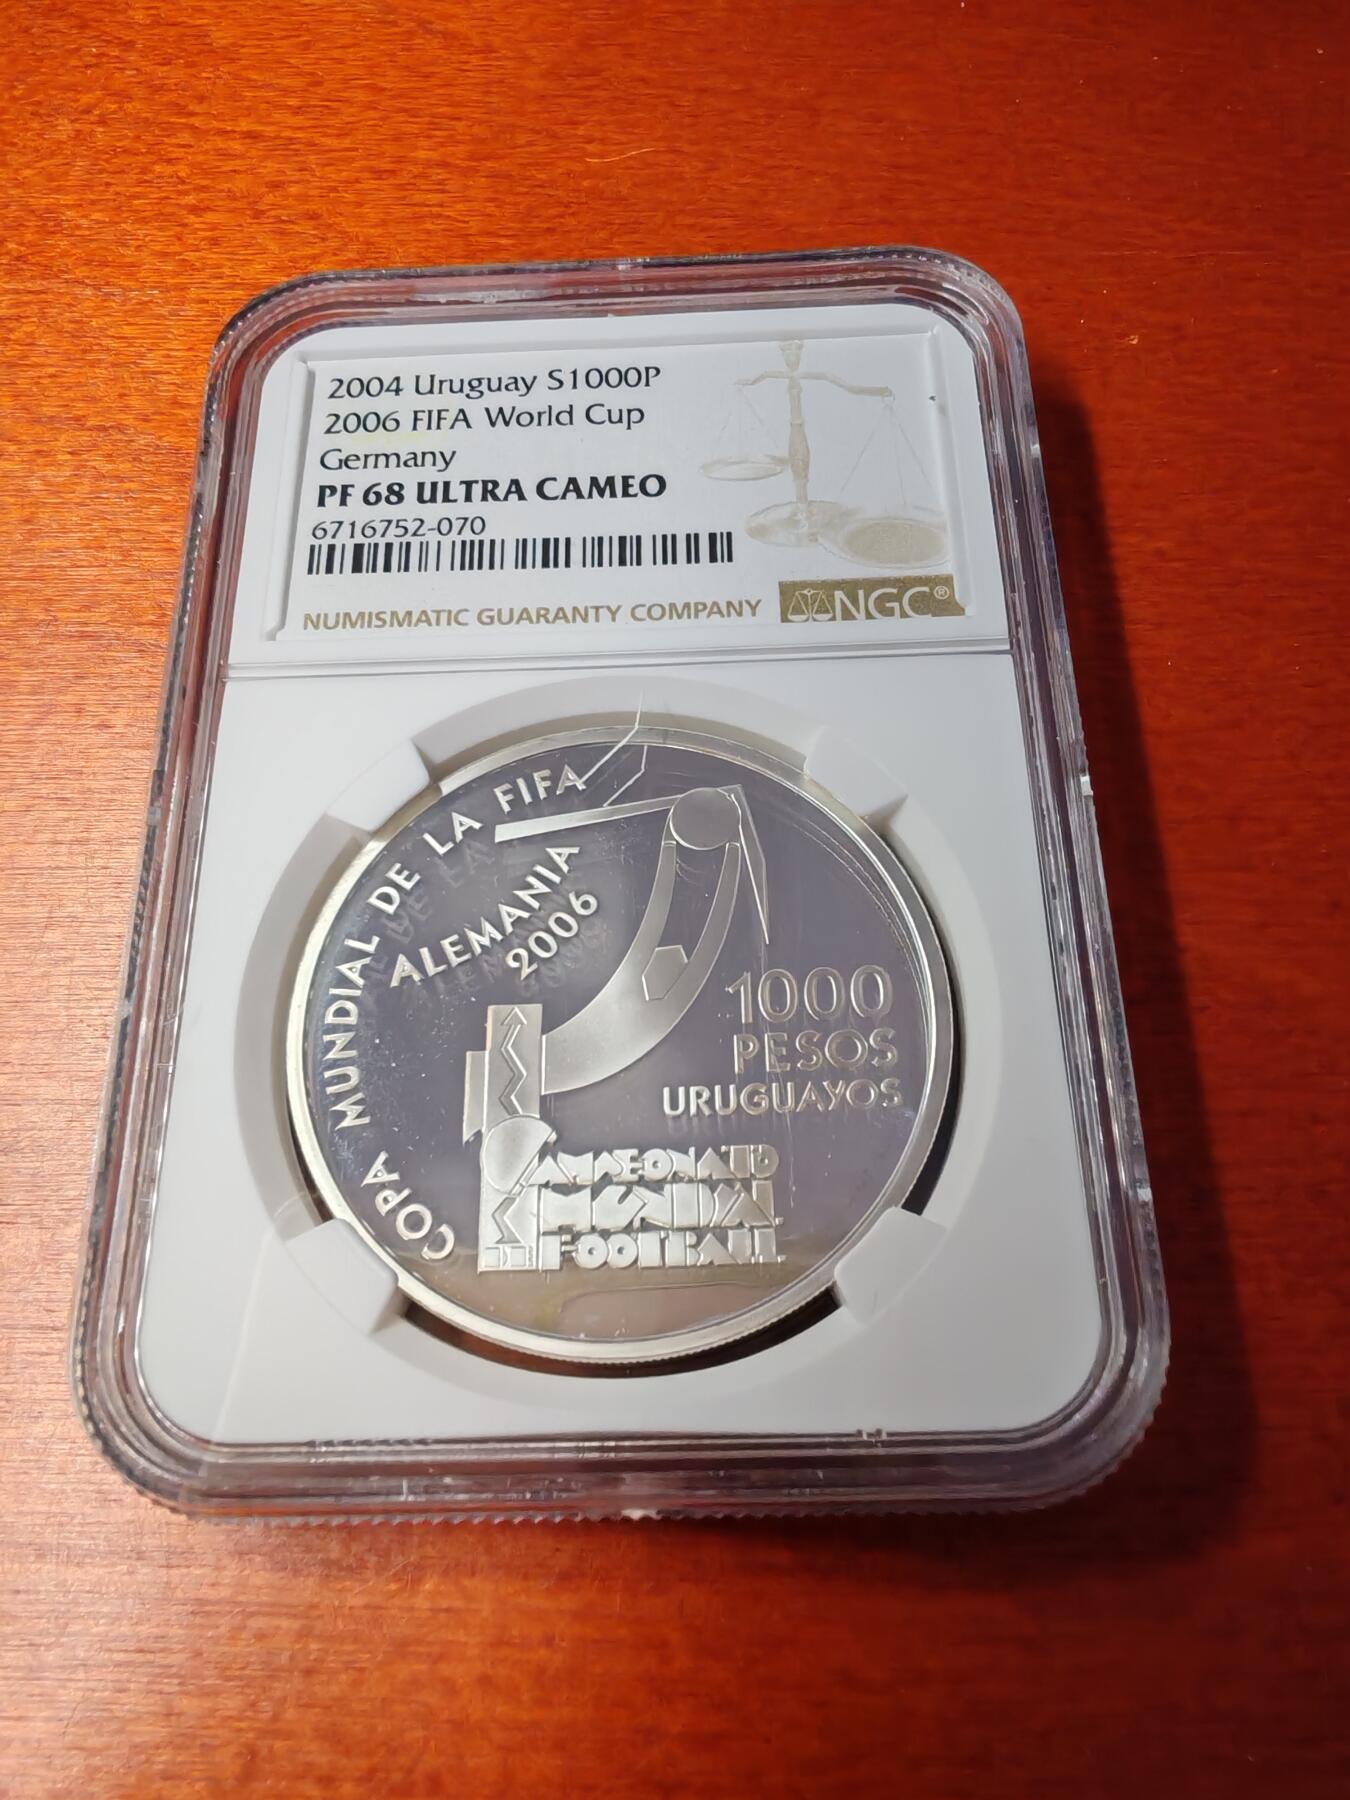 2004 Uruguay S1000P
2006 FIFA World Cup
Germany
PF 68 ULTRA CAMEO
6716752-070
NUMISMATIC GUARANTY COMPANY NGC®
COPA MUNDIAL DE LA FIFA
ALEMANIA
2006
1000
PESOS
URUGUAYOS
CAMPEONATO
MUNDIAL
DE FOOTBALL